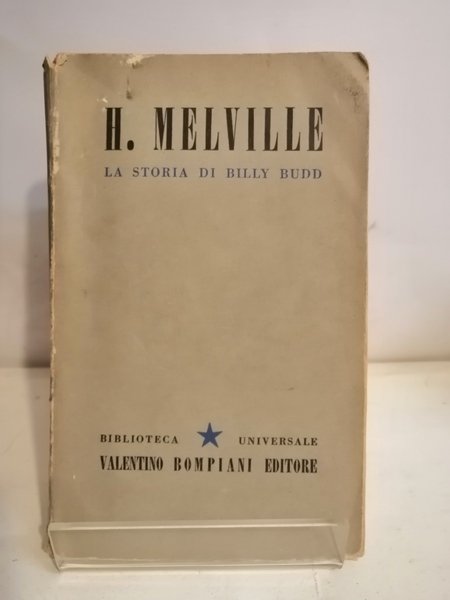 H. MELVILLE
LA STORIA DI BILLY BUDD
BIBLIOTECA UNIVERSALE
VALENTINO BOMPIANI EDITORE